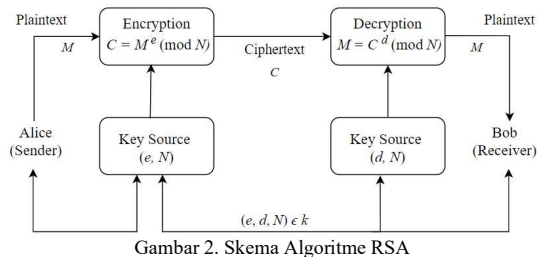 Plaintext
M
Encryption
C = M^e (mod N)
Ciphertext
C
Decryption
M = C^d (mod N)
Plaintext
M
Alice
(Sender)
Key Source
(e, N)
Key Source
(d, N)
Bob
(Receiver)
(e, d, N) ϵ k
Gambar 2. Skema Algoritme RSA